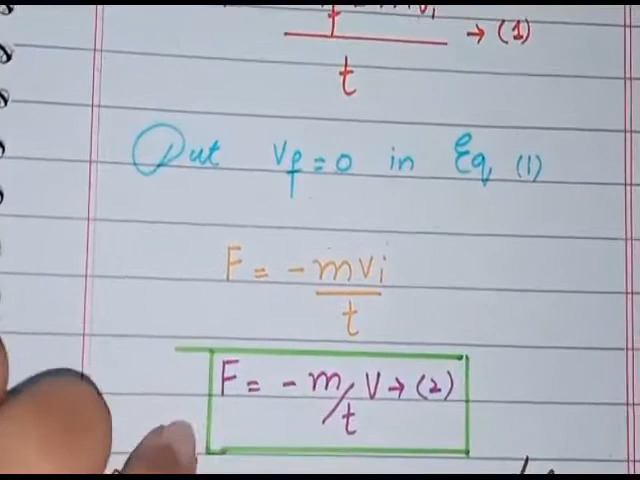 → (1)
t
Put vf = 0 in Eq (1)
F = - mvi
t
F = - m/t v → (2)